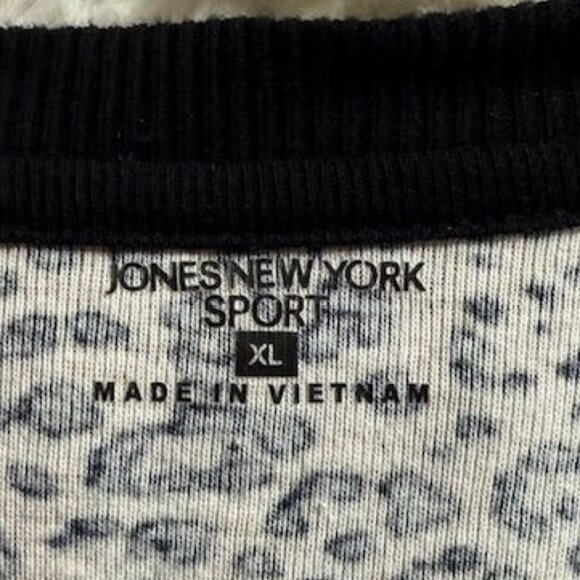 JONES NEW YORK
SPORT
XL
MADE IN VIETNAM